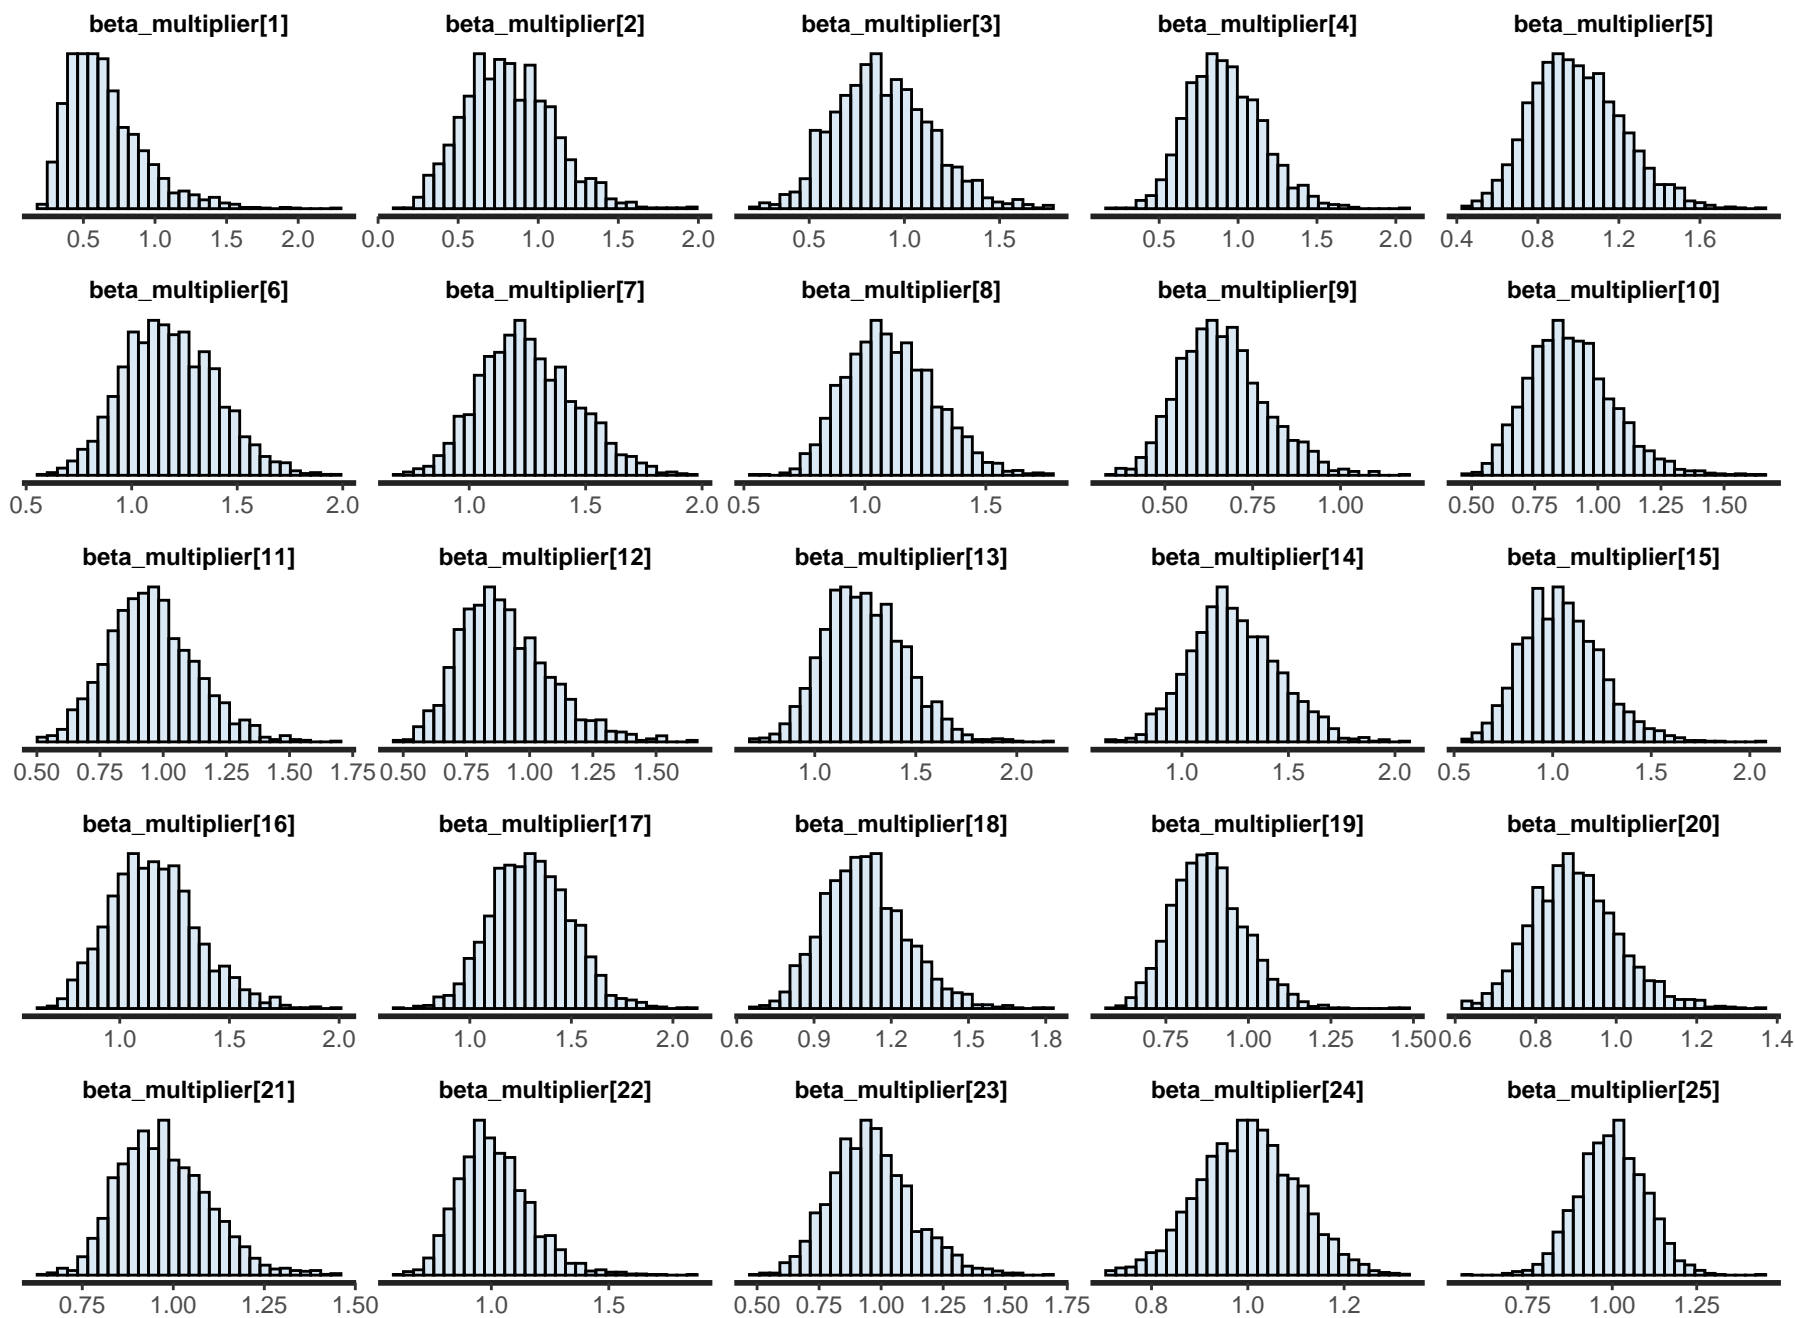 beta_multiplier[1] beta_multiplier[2] beta_multiplier[3] beta_multiplier[4] beta_multiplier[5]
0.5 1.0 1.5 2.0 0.0 0.5 1.0 1.5 2.0 0.5 1.0 1.5 0.5 1.0 1.5 2.0 0.4 0.8 1.2 1.6
beta_multiplier[6] beta_multiplier[7] beta_multiplier[8] beta_multiplier[9] beta_multiplier[10]
0.5 1.0 1.5 2.0 1.0 1.5 2.0 0.5 1.0 1.5 0.50 0.75 1.00 0.50 0.75 1.00 1.25 1.50
beta_multiplier[11] beta_multiplier[12] beta_multiplier[13] beta_multiplier[14] beta_multiplier[15]
0.50 0.75 1.00 1.25 1.50 1.75 0.50 0.75 1.00 1.25 1.50 1.0 1.5 2.0 1.0 1.5 2.0 0.5 1.0 1.5 2.0
beta_multiplier[16] beta_multiplier[17] beta_multiplier[18] beta_multiplier[19] beta_multiplier[20]
1.0 1.5 2.0 1.0 1.5 2.0 0.6 0.9 1.2 1.5 1.8 0.75 1.00 1.25 1.50 0.6 0.8 1.0 1.2 1.4
beta_multiplier[21] beta_multiplier[22] beta_multiplier[23] beta_multiplier[24] beta_multiplier[25]
0.75 1.00 1.25 1.50 1.0 1.5 0.50 0.75 1.00 1.25 1.50 1.75 0.8 1.0 1.2 0.75 1.00 1.25